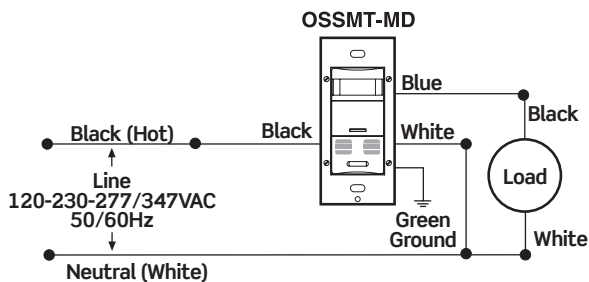 OSSMT-MD
Blue
Black
Black (Hot)
Black
White
Line
120-230-277/347VAC
50/60Hz
Load
Green
Ground
White
Neutral (White)